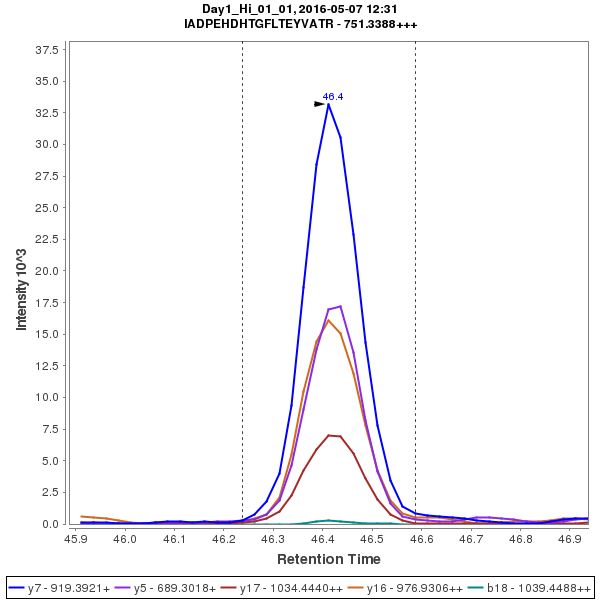 Day1_Hi_01_01, 2016-05-07 12:31
IADPEHDHTGFLTEYVATR - 751.3388+++
Intensity 10^3
37.5
35.0
32.5
30.0
27.5
25.0
22.5
20.0
17.5
15.0
12.5
10.0
7.5
5.0
2.5
0.0
46.4
45.9 46.0 46.1 46.2 46.3 46.4 46.5 46.6 46.7 46.8 46.9
Retention Time
y7 - 919.3921+ y5 - 689.3018+ y17 - 1034.4440++ y16 - 976.9306++ b18 - 1039.4488++